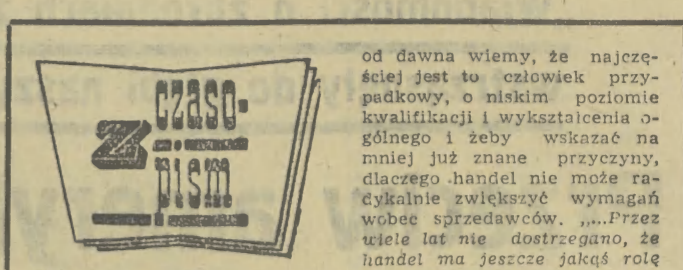 z czaso-
pism
od dawna wiemy, że najczę-
ściej jest to człowiek przy-
padkowy, o niskim poziomie
kwalifikacji i wykształcenia o-
gólnego i żeby wskazać na
mniej już znane przyczyny,
dlaczego handel nie może ra-
dykalnie zwiększyć wymagań
wobec sprzedawców. „...Przez
wiele lat nie dostrzegano, że
handel ma jeszcze jakąś rolę